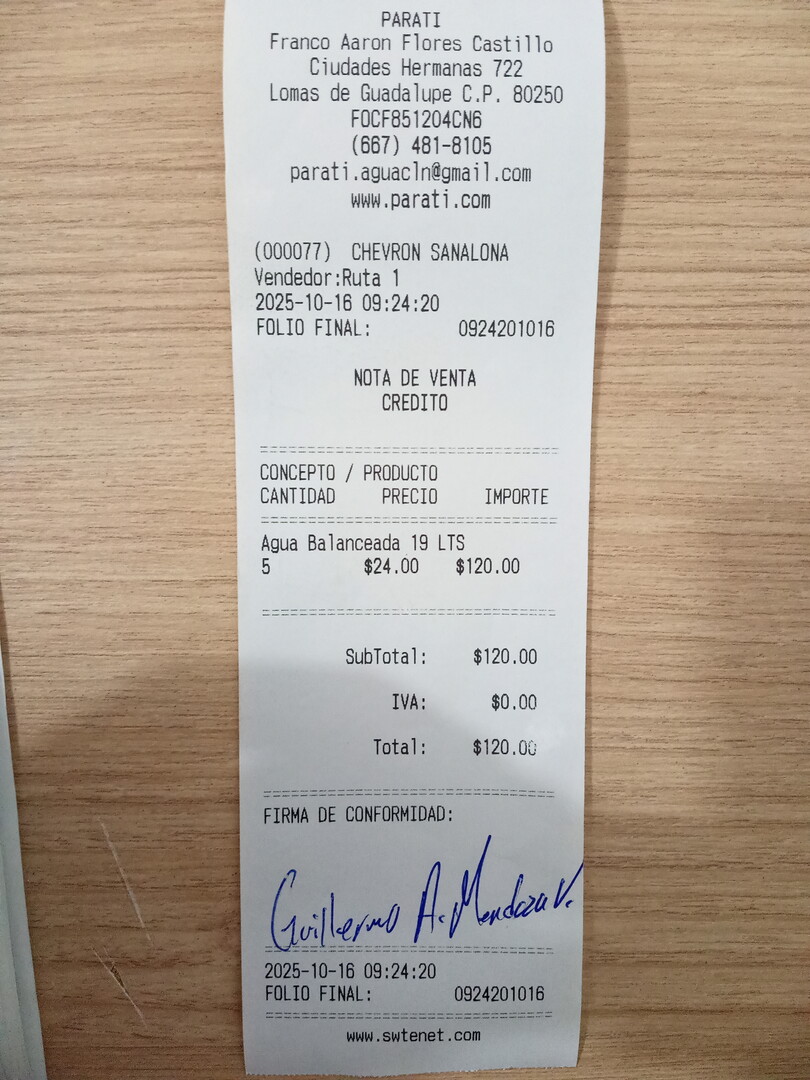 PARATI
Franco Aaron Flores Castillo
Ciudades Hermanas 722
Lomas de Guadalupe C.P. 80250
FOCF851204CN6
(667) 481-8105
parati.aguacln@gmail.com
www.parati.com
(000077) CHEVRON SANALONA
Vendedor:Ruta 1
2025-10-16 09:24:20
FOLIO FINAL: 0924201016
NOTA DE VENTA
CREDITO
CONCEPTO / PRODUCTO
CANTIDAD PRECIO IMPORTE
Agua Balanceada 19 LTS
5 $24.00 $120.00
SubTotal: $120.00
IVA: $0.00
Total: $120.00
FIRMA DE CONFORMIDAD:
Guillermo A. Mendoza V.
2025-10-16 09:24:20
FOLIO FINAL: 0924201016
www.swtenet.com